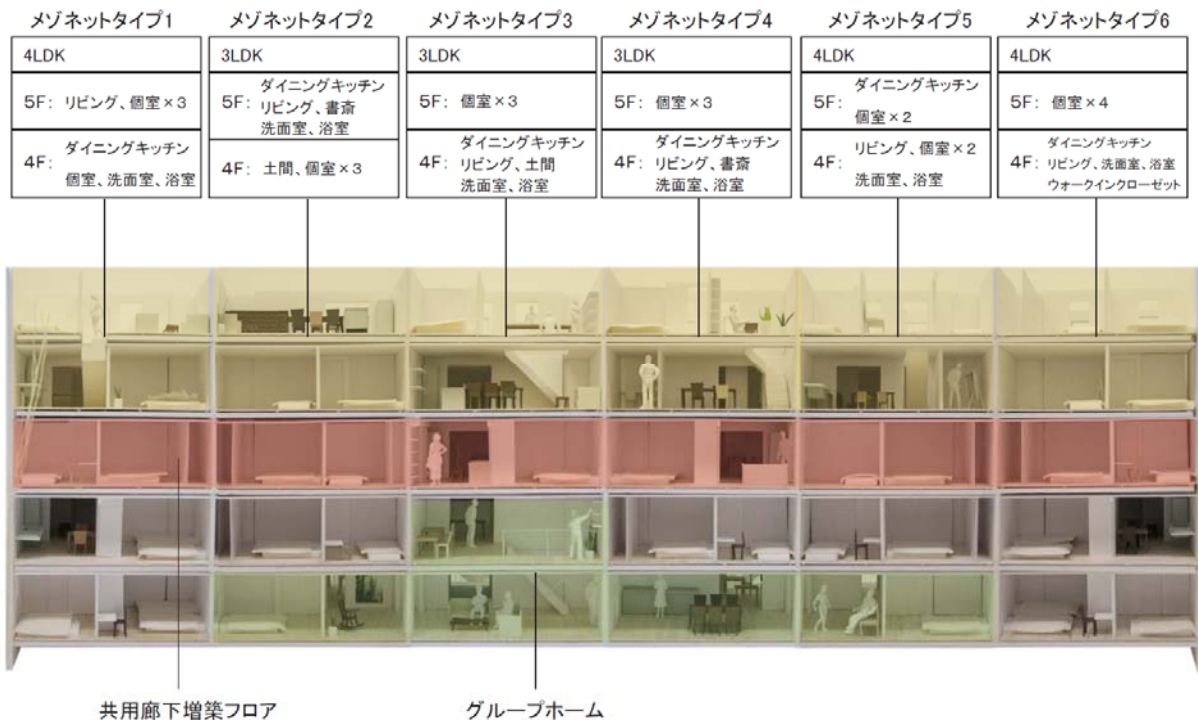 メゾネットタイプ1
4LDK
5F: リビング、個室×3
4F: ダイニングキッチン
個室、洗面室、浴室
メゾネットタイプ2
3LDK
5F: ダイニングキッチン
リビング、書斎
洗面室、浴室
4F: 土間、個室×3
メゾネットタイプ3
3LDK
5F: 個室×3
4F: ダイニングキッチン
リビング、土間
洗面室、浴室
メゾネットタイプ4
3LDK
5F: 個室×3
4F: ダイニングキッチン
リビング、書斎
洗面室、浴室
メゾネットタイプ5
4LDK
5F: ダイニングキッチン
個室×2
4F: リビング、個室×2
洗面室、浴室
メゾネットタイプ6
4LDK
5F: 個室×4
4F: ダイニングキッチン
リビング、洗面室、浴室
ウォークインクローゼット
共用廊下増築フロア
グループホーム